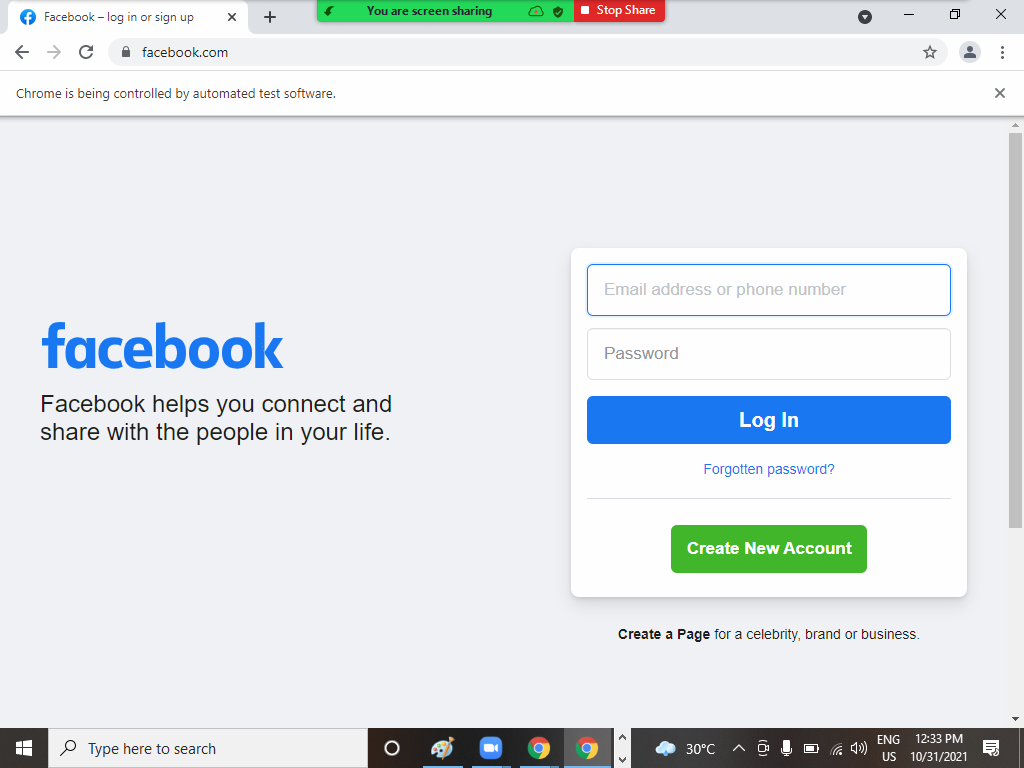 Facebook – log in or sign up
You are screen sharing
Stop Share
facebook.com
Chrome is being controlled by automated test software.
Email address or phone number
facebook
Password
Facebook helps you connect and
share with the people in your life.
Log In
Forgotten password?
Create New Account
Create a Page for a celebrity, brand or business.
Type here to search
30°C
ENG
US
12:33 PM
10/31/2021